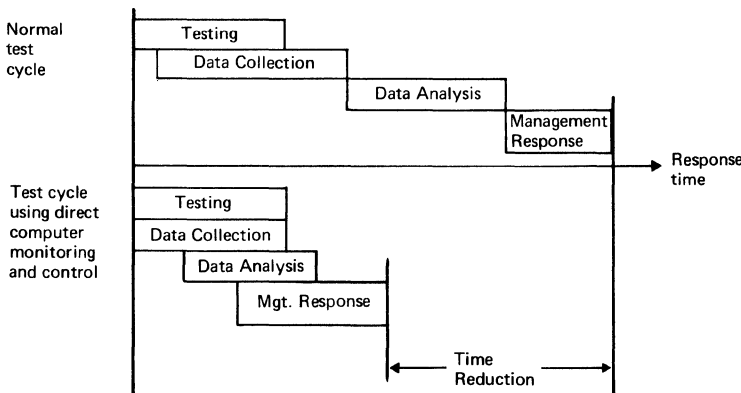 Normal
test
cycle
Testing
Data Collection
Data Analysis
Management
Response
Response
time
Test cycle
using direct
computer
monitoring
and control
Testing
Data Collection
Data Analysis
Mgt. Response
Time
Reduction